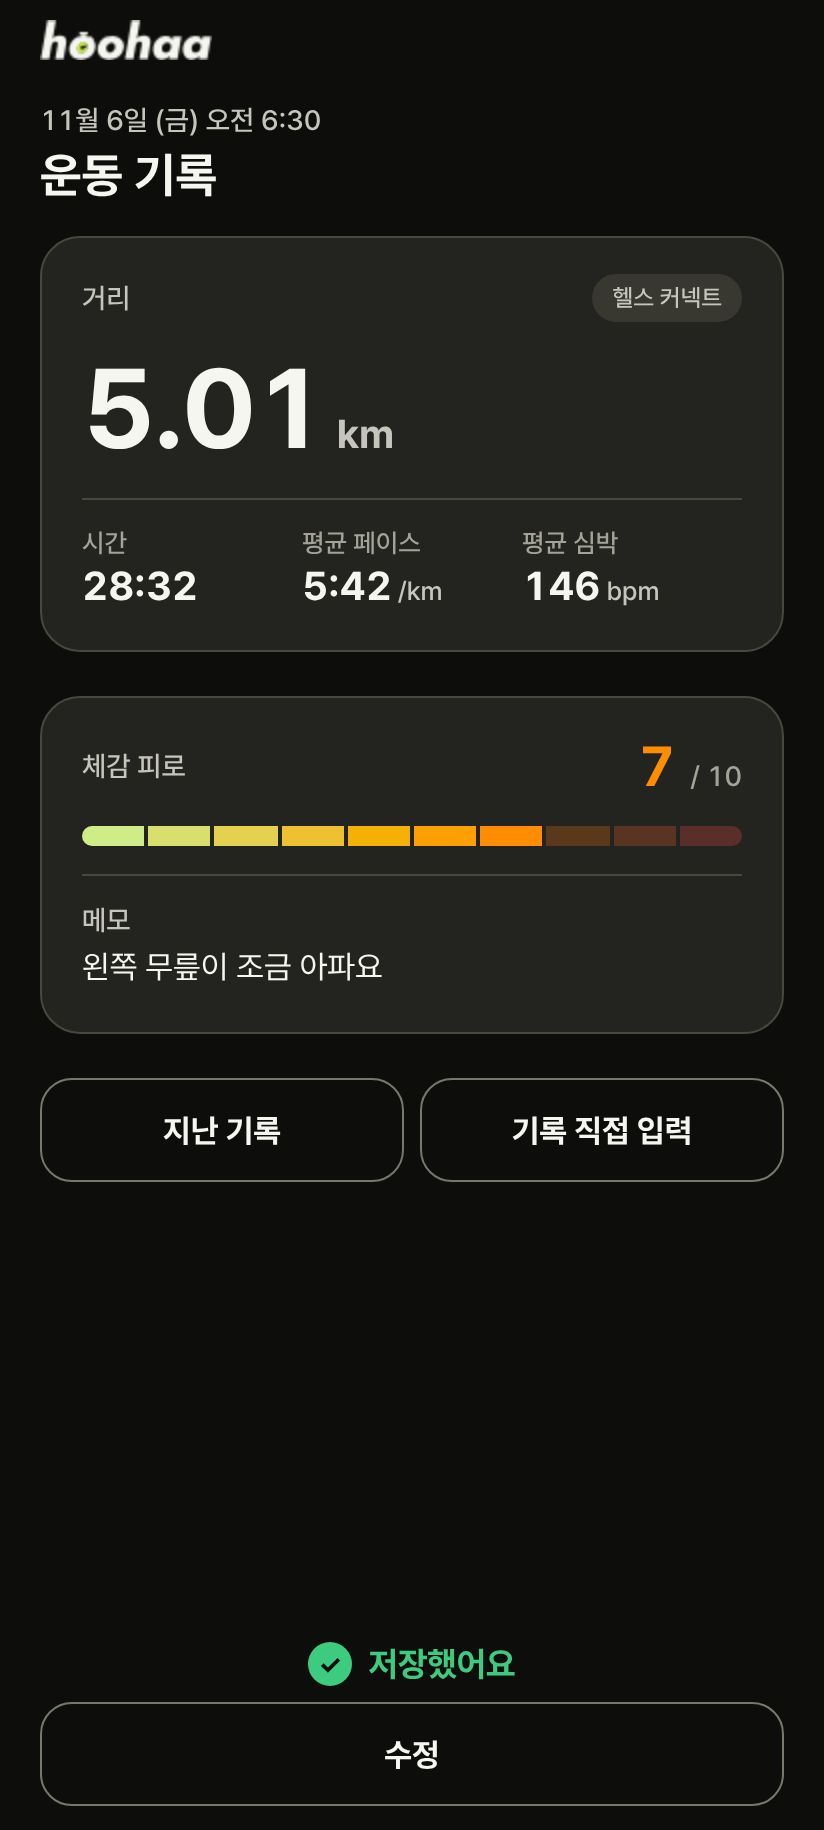 hoohaa
11월 6일 (금) 오전 6:30
운동 기록
거리
헬스 커넥트
5.01 km
시간 평균 페이스 평균 심박
28:32 5:42 /km 146 bpm
체감 피로 7 / 10
메모
왼쪽 무릎이 조금 아파요
지난 기록 기록 직접 입력
저장했어요
수정